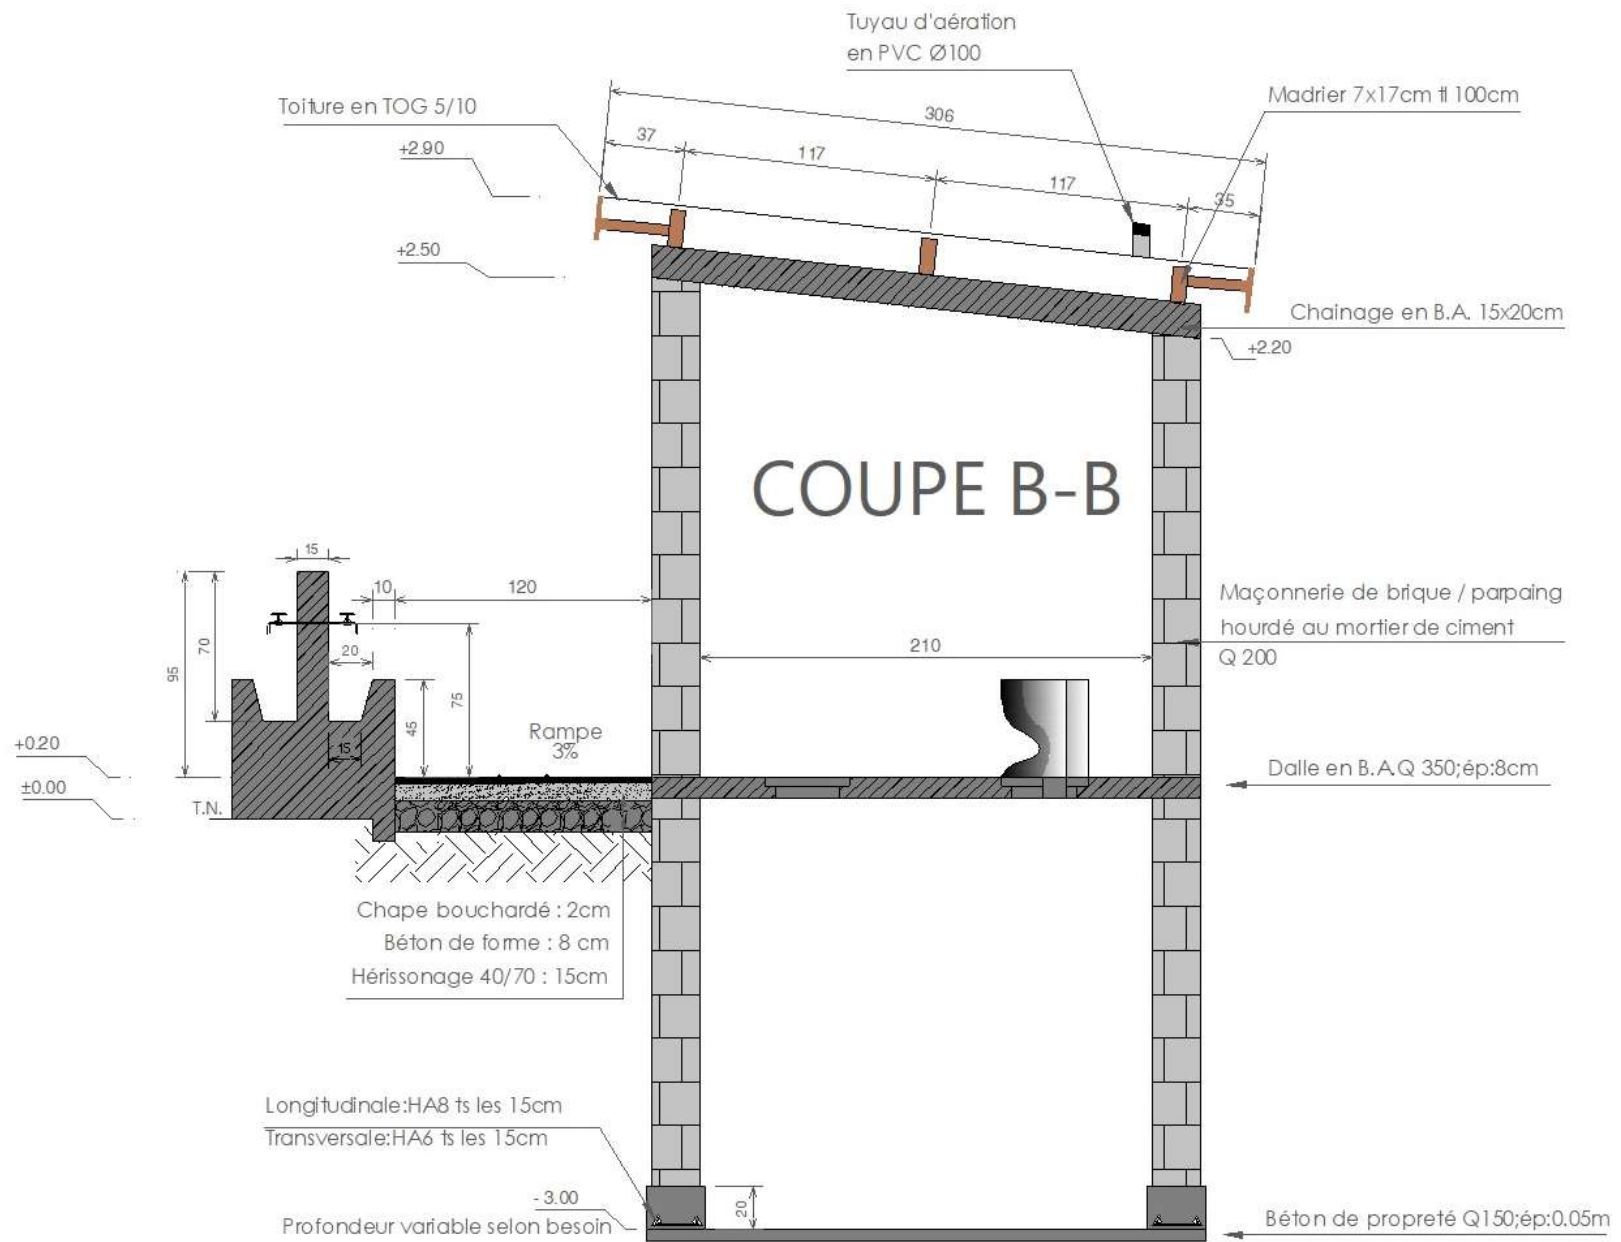 Tuyau d'aération
en PVC Ø100
Toiture en TOG 5/10
Madrier 7x17cm tl 100cm
306
37
117
117
35
+2.90
+2.50
Chainage en B.A. 15x20cm
+2.20
COUPE B-B
15
10
120
95
70
20
75
45
15
Rampe
3%
210
Maçonnerie de brique / parpaing
hourdé au mortier de ciment
Q 200
+0.20
±0.00
T.N.
Dalle en B.A.Q 350;ép:8cm
Chape bouchardé : 2cm
Béton de forme : 8 cm
Hérissonage 40/70 : 15cm
Longitudinale:HA8 ts les 15cm
Transversale:HA6 ts les 15cm
- 3.00
Profondeur variable selon besoin
20
Béton de propreté Q150;ép:0.05m